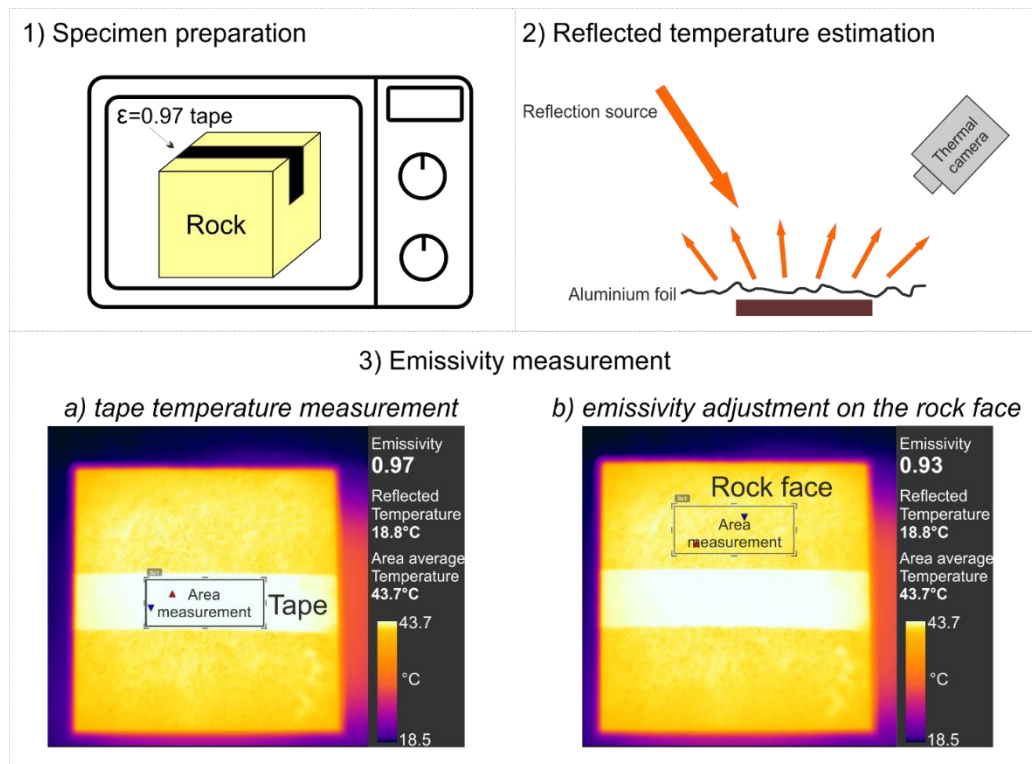 1) Specimen preparation
ε=0.97 tape
Rock
2) Reflected temperature estimation
Reflection source
Thermal
camera
Aluminium foil
3) Emissivity measurement
a) tape temperature measurement
Emissivity
0.97
Reflected
Temperature
18.8°C
Area average
Temperature
43.7°C
43.7
°C
18.5
Bx1
Area
measurement
Tape
b) emissivity adjustment on the rock face
Emissivity
0.93
Reflected
Temperature
18.8°C
Area average
Temperature
43.7°C
43.7
°C
18.5
Rock face
Bx1
Area
measurement